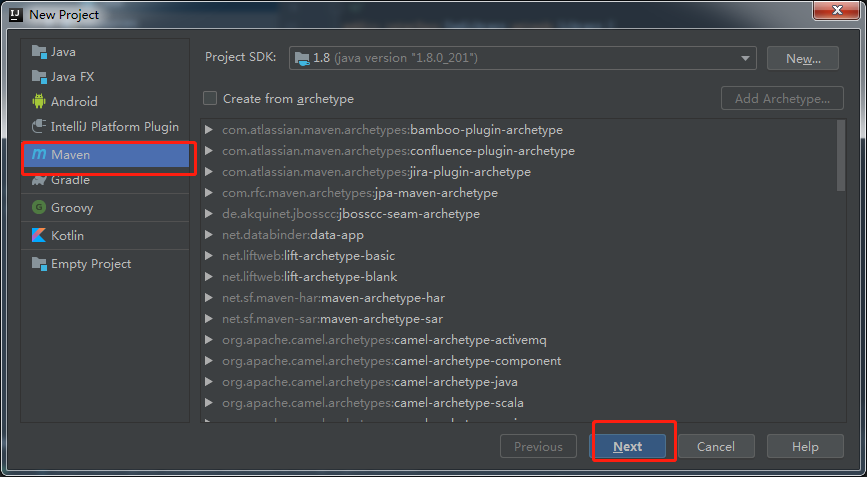 New Project
Java
Java FX
Android
IntelliJ Platform Plugin
Maven
Gradle
Groovy
Kotlin
Empty Project
Project SDK: 1.8 (java version "1.8.0_201") New...
Create from archetype Add Archetype...
com.atlassian.maven.archetypes:bamboo-plugin-archetype
com.atlassian.maven.archetypes:confluence-plugin-archetype
com.atlassian.maven.archetypes:jira-plugin-archetype
com.rfc.maven.archetypes:jpa-maven-archetype
de.akquinet.jbosscc:jbosscc-seam-archetype
net.databinder:data-app
net.liftweb:lift-archetype-basic
net.liftweb:lift-archetype-blank
net.sf.maven-har:maven-archetype-har
net.sf.maven-sar:maven-archetype-sar
org.apache.camel.archetypes:camel-archetype-activemq
org.apache.camel.archetypes:camel-archetype-component
org.apache.camel.archetypes:camel-archetype-java
org.apache.camel.archetypes:camel-archetype-scala
Previous Next Cancel Help